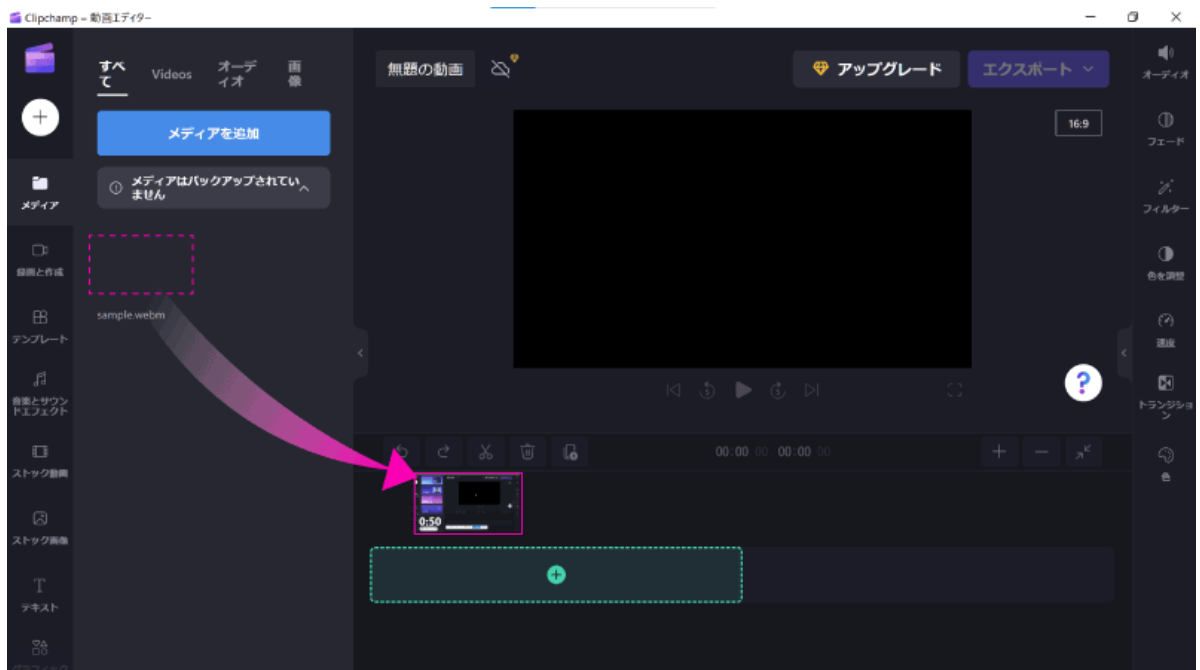 Clipchamp – 動画エディター
すべ
て
Videos
オーデ
ィオ
画
像
メディアを追加
メディアはバックアップされてい
ません
sample.webm
メディア
録画と作成
テンプレート
音楽とサウン
ドエフェクト
ストック動画
ストック画像
テキスト
無題の動画
アップグレード
エクスポート
16:9
5
5
?
00:00.00
00:00.00
0:50
オーディオ
フェード
フィルター
色を調整
速度
トランジショ
ン
色